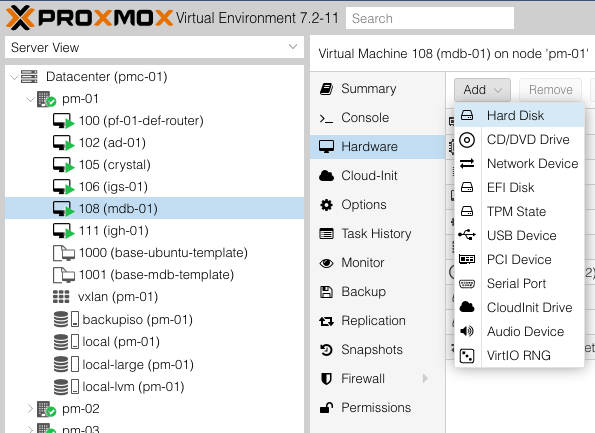 PROXMOX Virtual Environment 7.2-11 Search
Server View
Datacenter (pmc-01)
pm-01
100 (pf-01-def-router)
102 (ad-01)
105 (crystal)
106 (igs-01)
108 (mdb-01)
111 (igh-01)
1000 (base-ubuntu-template)
1001 (base-mdb-template)
vxlan (pm-01)
backupiso (pm-01)
local (pm-01)
local-large (pm-01)
local-lvm (pm-01)
pm-02
pm-03
Virtual Machine 108 (mdb-01) on node 'pm-01'
Summary
Console
Hardware
Cloud-Init
Options
Task History
Monitor
Backup
Replication
Snapshots
Firewall
Permissions
Add
Remove
Hard Disk
CD/DVD Drive
Network Device
EFI Disk
TPM State
USB Device
PCI Device
Serial Port
CloudInit Drive
Audio Device
VirtIO RNG
2)
et